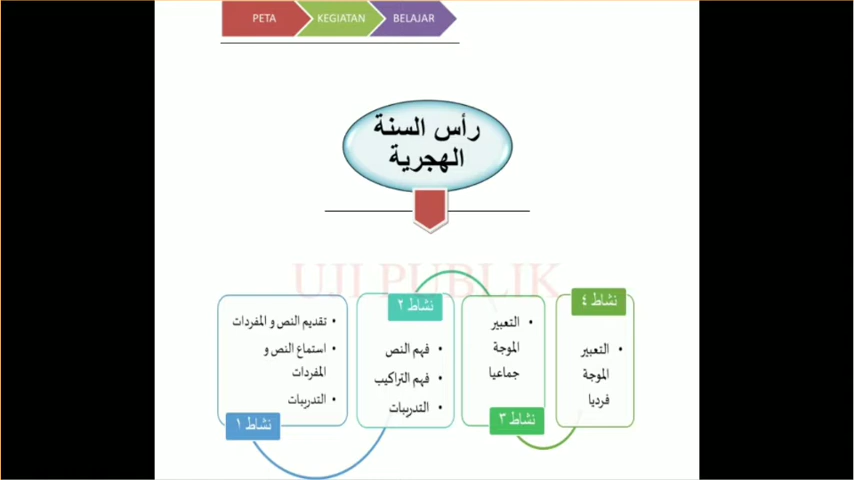 PETA
KEGIATAN
BELAJAR
رأس السنة
الهجرية
UJI PUBLIK
• تقديم النص و المفردات
• استماع النص و
المفردات
• التدريبات
نشاط ١
نشاط ٢
• فهم النص
• فهم التراكيب
• التدريبات
• التعبير
الموجة
جماعيا
نشاط ٣
نشاط ٤
• التعبير
الموجة
فرديا